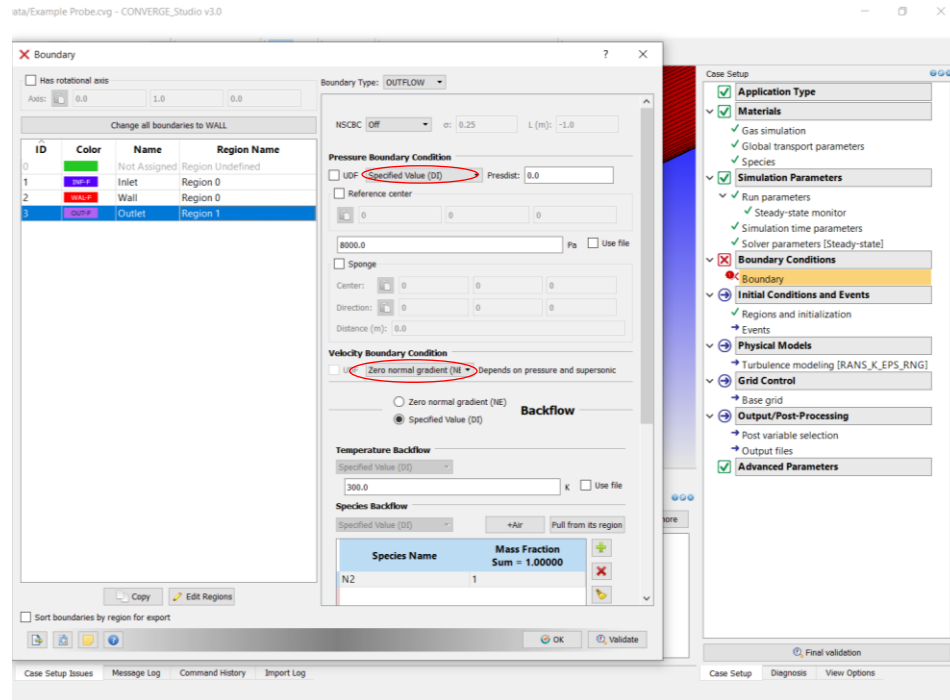 ata/Example Probe.cvg - CONVERGE_Studio v3.0
Boundary
?
Has rotational axis
Axis: 0.0 1.0 0.0
Change all boundaries to WALL
ID Color Name Region Name
0 Not Assigned Region Undefined
1 INF-F Inlet Region 0
2 WAL-F Wall Region 0
3 OUT-F Outlet Region 1
Copy Edit Regions
Sort boundaries by region for export
Boundary Type: OUTFLOW
NSCBC Off σ: 0.25 L (m): -1.0
Pressure Boundary Condition
UDF Specified Value (DI) Presdist: 0.0
Reference center
0 0 0
8000.0 Pa Use file
Sponge
Center: 0 0 0
Direction: 0 0 0
Distance (m): 0.0
Velocity Boundary Condition
UDF Zero normal gradient (NE Depends on pressure and supersonic
Zero normal gradient (NE)
Specified Value (DI)
Backflow
Temperature Backflow
Specified Value (DI)
300.0 K Use file
Species Backflow
Specified Value (DI) +Air Pull from its region
Species Name Mass Fraction
Sum = 1.00000
N2 1
OK Validate
ore
Case Setup Issues Message Log Command History Import Log
Case Setup
Application Type
Materials
Gas simulation
Global transport parameters
Species
Simulation Parameters
Run parameters
Steady-state monitor
Simulation time parameters
Solver parameters [Steady-state]
Boundary Conditions
Boundary
Initial Conditions and Events
Regions and initialization
Events
Physical Models
Turbulence modeling [RANS_K_EPS_RNG]
Grid Control
Base grid
Output/Post-Processing
Post variable selection
Output files
Advanced Parameters
Final validation
Case Setup Diagnosis View Options